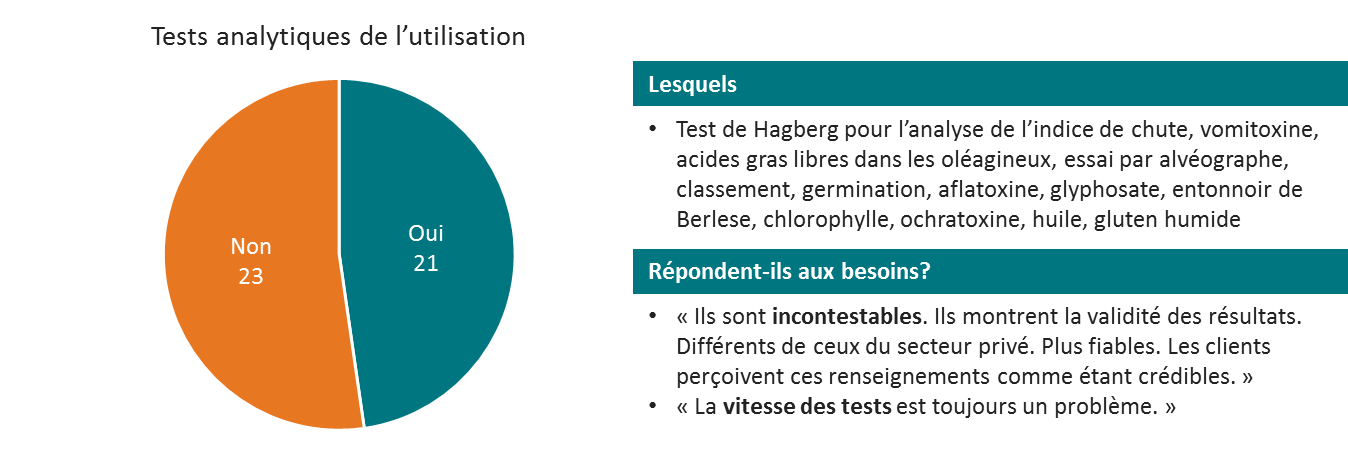 Tests analytiques de l’utilisation
Non
23
Oui
21
Lesquels
• Test de Hagberg pour l’analyse de l’indice de chute, vomitoxine,
acides gras libres dans les oléagineux, essai par alvéographe,
classement, germination, aflatoxine, glyphosate, entonnoir de
Berlese, chlorophylle, ochratoxine, huile, gluten humide
Répondent-ils aux besoins?
• « Ils sont incontestables. Ils montrent la validité des résultats.
Différents de ceux du secteur privé. Plus fiables. Les clients
perçoivent ces renseignements comme étant crédibles. »
• « La vitesse des tests est toujours un problème. »